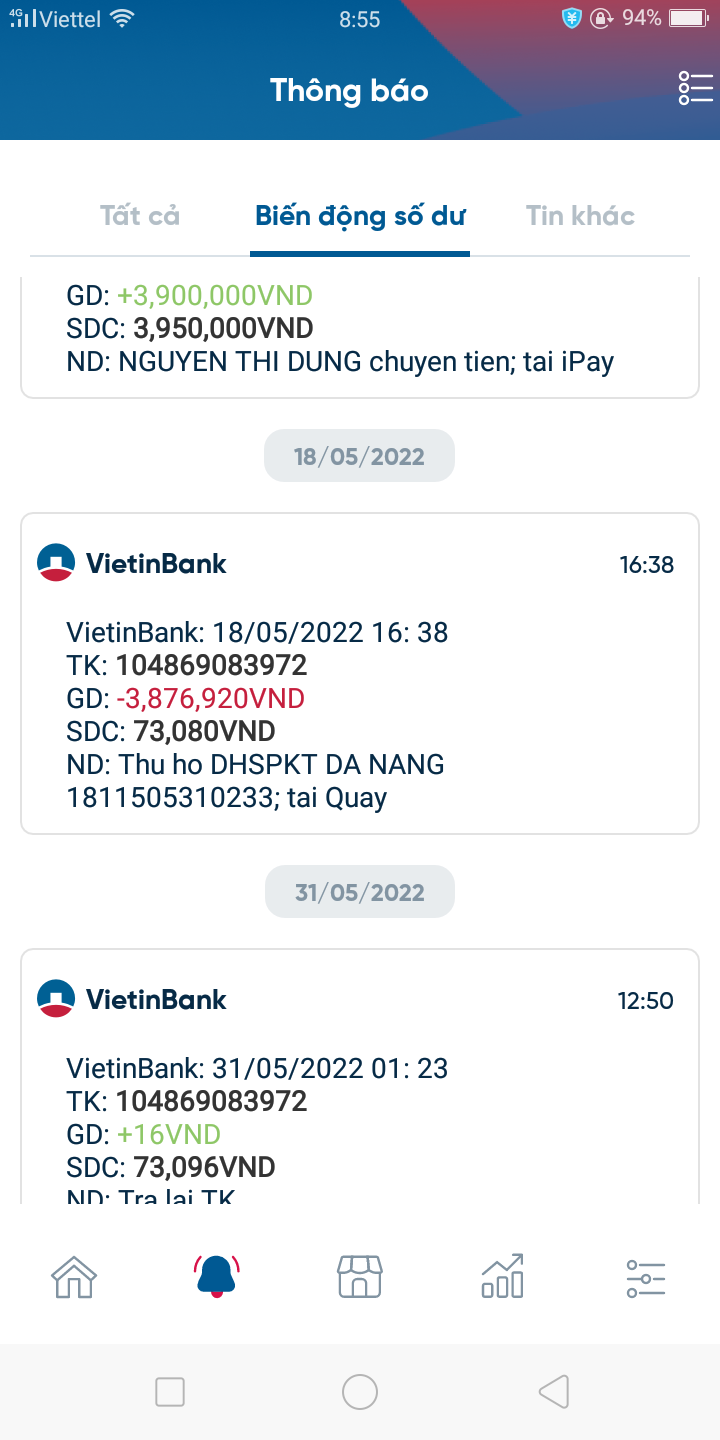 4G Viettel 8:55 94%
Thông báo
Tất cả Biến động số dư Tin khác
GD: +3,900,000VND
SDC: 3,950,000VND
ND: NGUYEN THI DUNG chuyen tien; tai iPay
18/05/2022
VietinBank 16:38
VietinBank: 18/05/2022 16: 38
TK: 104869083972
GD: -3,876,920VND
SDC: 73,080VND
ND: Thu ho DHSPKT DA NANG
1811505310233; tai Quay
31/05/2022
VietinBank 12:50
VietinBank: 31/05/2022 01: 23
TK: 104869083972
GD: +16VND
SDC: 73,096VND
ND: Tra lai TK